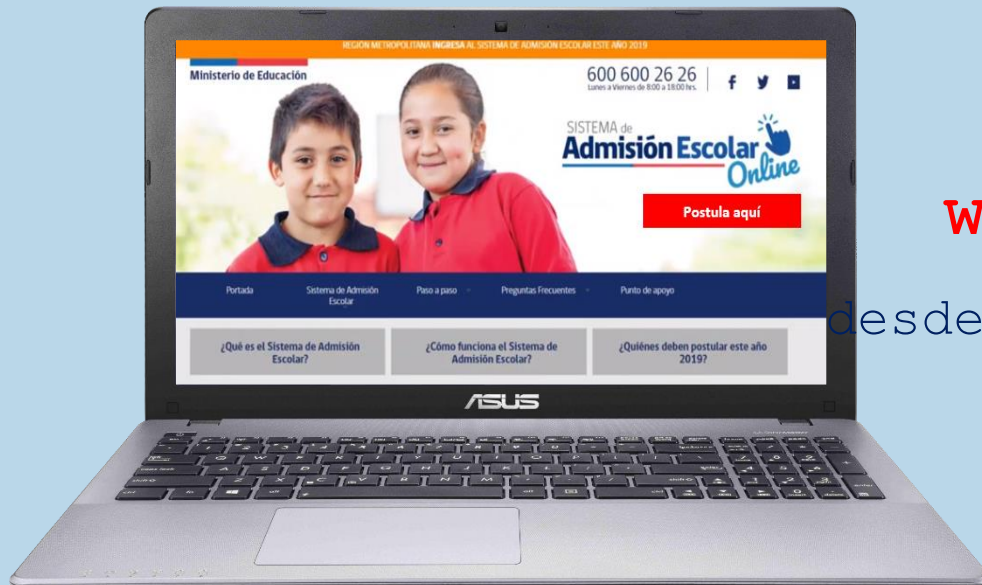 REGIÓN METROPOLITANA INGRESA AL SISTEMA DE ADMISIÓN ESCOLAR ESTE AÑO 2019
Ministerio de Educación
600 600 26 26
Lunes a Viernes de 8:00 a 18:00 hrs.
SISTEMA de
Admisión Escolar
Online
Postula aquí
W
Portada
Sistema de Admisión
Escolar
Paso a paso
Preguntas Frecuentes
Punto de apoyo
desde
¿Qué es el Sistema de Admisión
Escolar?
¿Cómo funciona el Sistema de
Admisión Escolar?
¿Quiénes deben postular este año
2019?
ASUS